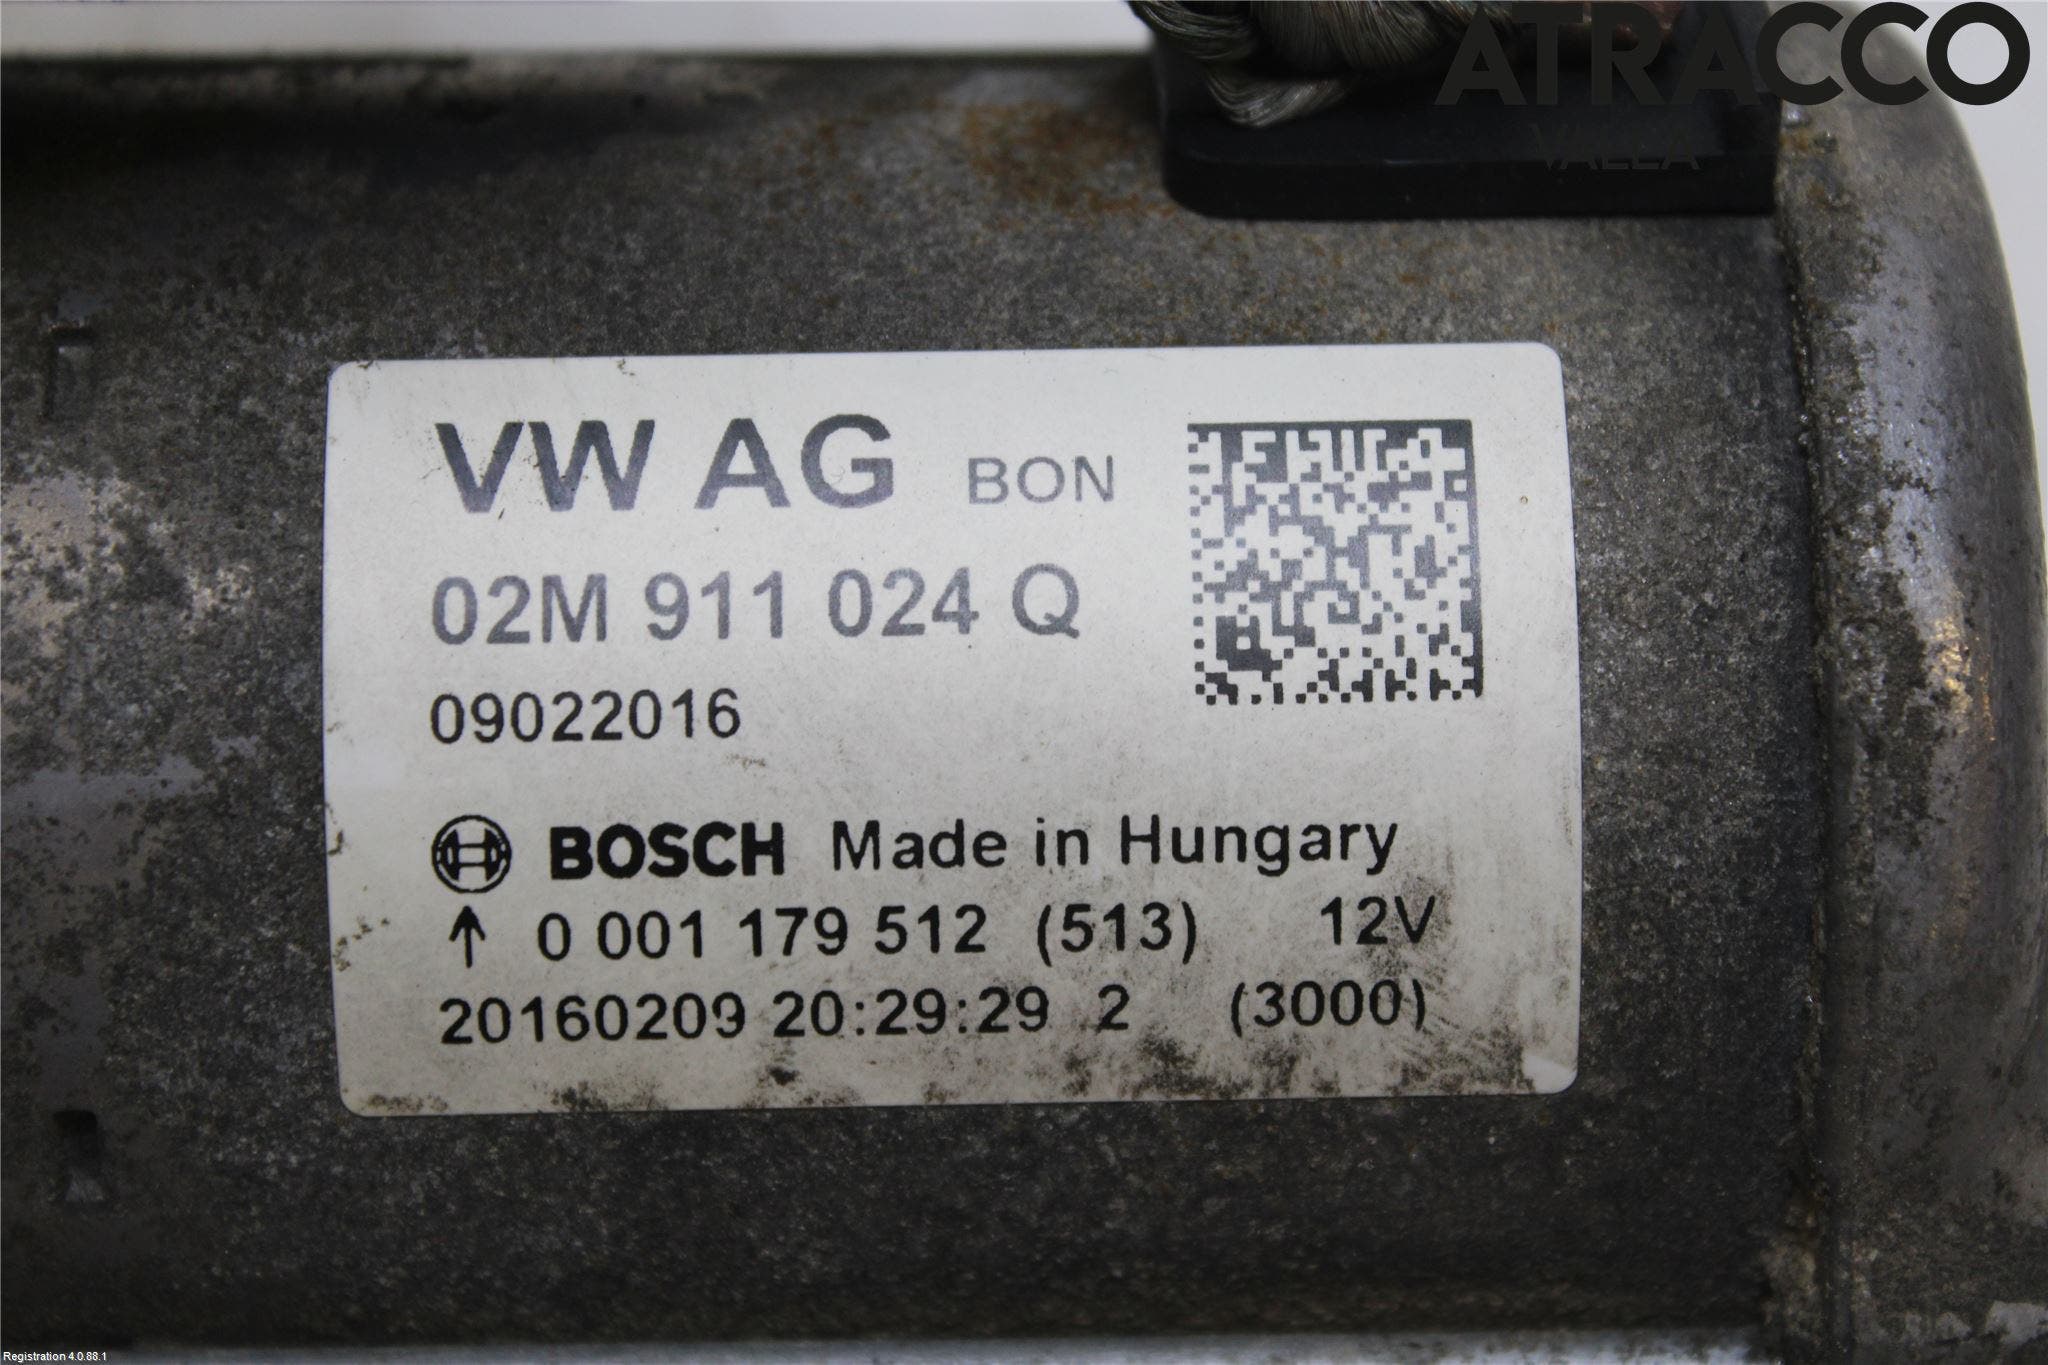 ATRACCO
VALLA
VW AG BON
02M 911 024 Q
09022016
BOSCH Made in Hungary
↑ 0 001 179 512 (513) 12V
20160209 20:29:29 2 (3000)
Registration 4.0.88.1